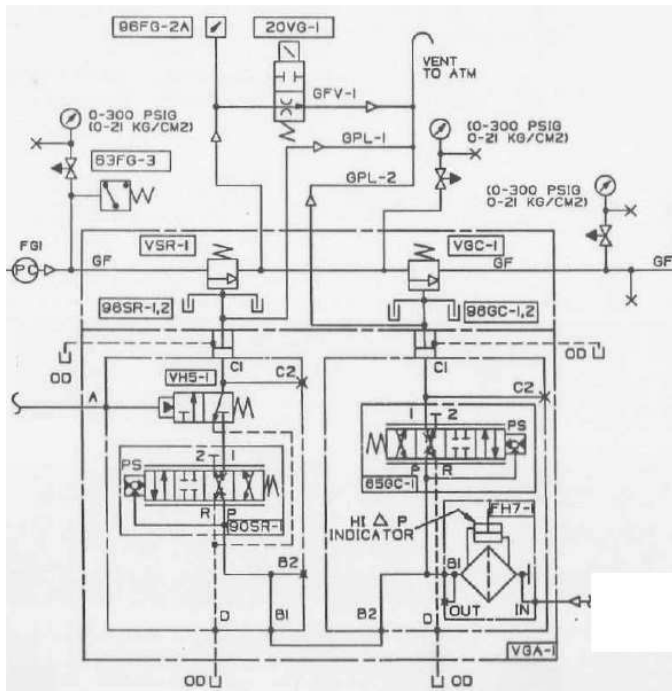 96FG-2A
20VG-1
VENT
TO ATM
GFV-1
0-300 PSIG
(0-21 KG/CM2)
0-300 PSIG
(0-21 KG/CM2)
63FG-3
GPL-1
GPL-2
0-300 PSIG
(0-21 KG/CM2)
FG1
PC
VSR-1
VGC-1
GF
GF
GF
96SR-1,2
96GC-1,2
OD
C1
C1
OD
VH5-1
C2
C2
A
1
2
PS
65GC-1
P
R
2
1
PS
R
P
90SR-1
HI Δ P
INDICATOR
FH7-1
B2
B1
B2
B1
OUT
IN
D
D
VGA-1
OD
OD